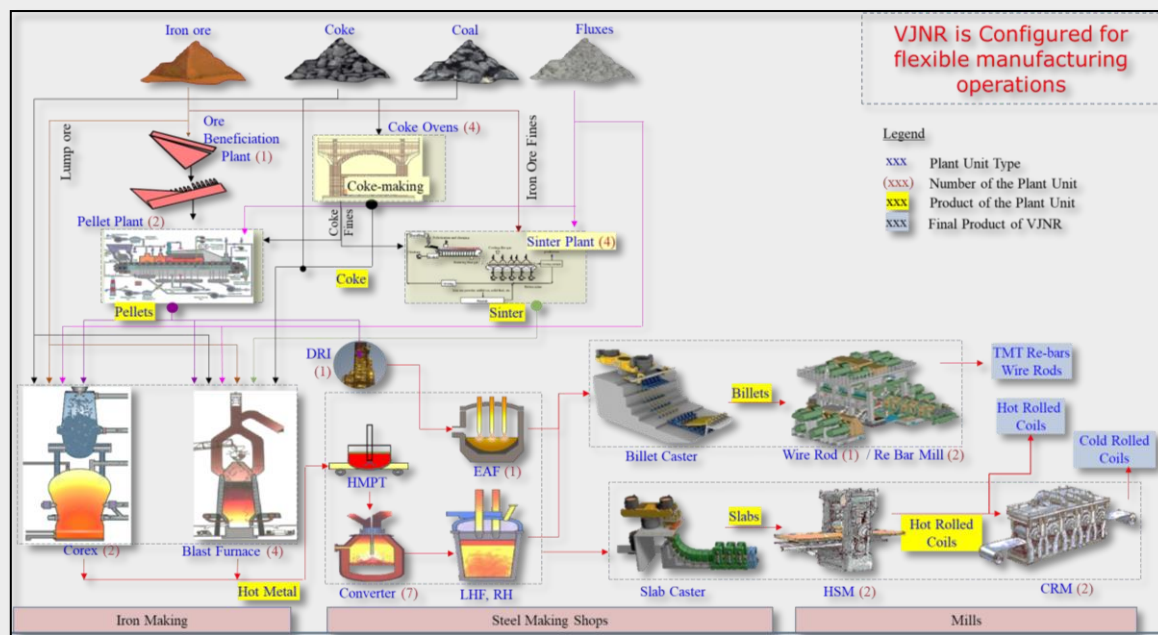 Iron ore
Coke
Coal
Fluxes
VJNR is Configured for
flexible manufacturing
operations
Legend
xxx Plant Unit Type
(xxx) Number of the Plant Unit
xxx Product of the Plant Unit
xxx Final Product of VJNR
Lump ore
Ore
Beneficiation
Plant (1)
Coke Ovens (4)
Coke-making
Iron Ore Fines
Coke
Fines
Pellet Plant (2)
Sinter Plant (4)
Coke
Pellets
Sinter
DRI
(1)
TMT Re-bars
Wire Rods
Billets
Hot Rolled
Coils
Cold Rolled
Coils
EAF (1)
Billet Caster
Wire Rod (1) / Re Bar Mill (2)
HMPT
Slabs
Hot Rolled
Coils
Corex (2)
Blast Furnace (4)
Hot Metal
Converter (7)
LHF, RH
Slab Caster
HSM (2)
CRM (2)
Iron Making
Steel Making Shops
Mills